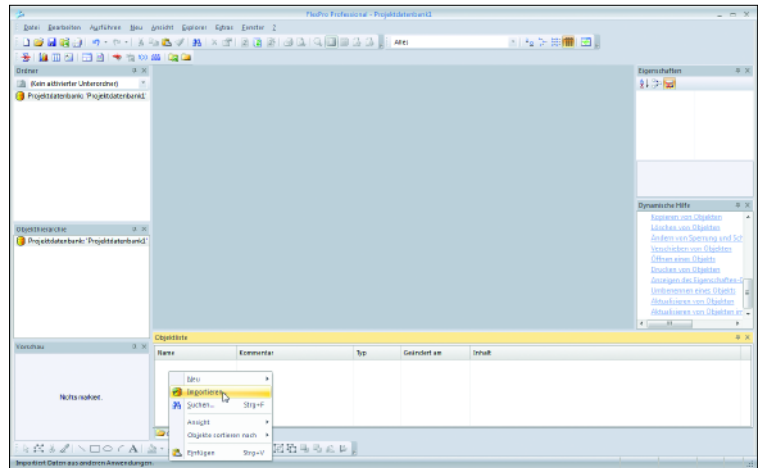 FlexPro Professional - Projektdatenbank1
Datei Bearbeiten Ausführen Neu Ansicht Explorer Extras Fenster ?
Alle)
Ordner
(Kein aktivierter Unterordner)
Projektdatenbank: 'Projektdatenbank1'
Objekthierarchie
Projektdatenbank: 'Projektdatenbank1'
Vorschau
Nichts markiert.
Objektliste
Name Kommentar Typ Geändert am Inhalt
Neu
Importieren...
Suchen... Strg+F
Ansicht
Objekte sortieren nach
Einfügen Strg+V
Eigenschaften
Dynamische Hilfe
Kopieren von Objekten
Löschen von Objekten
Ändern von Sperrung und Sch
Verschieben von Objekten
Öffnen eines Objekts
Drucken von Objekten
Anzeigen des Eigenschaften-D
Umbenennen eines Objekts
Aktualisieren von Objekten
Aktualisieren von Objekten im
Importiert Daten aus anderen Anwendungen.